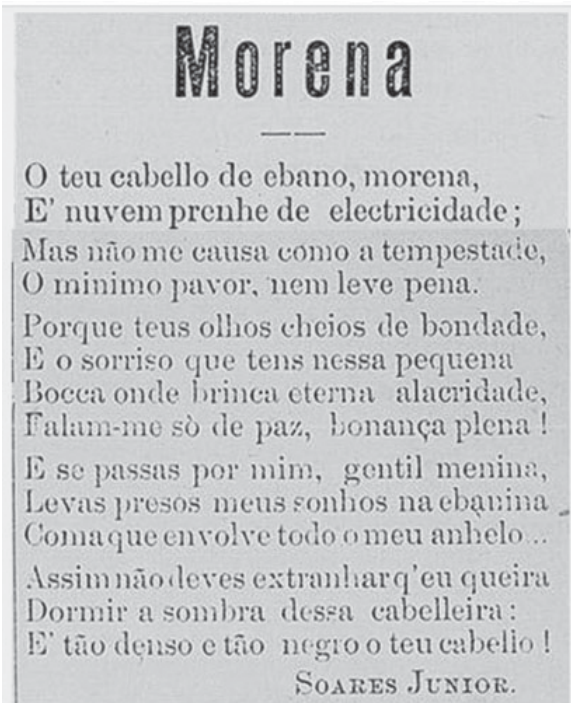 Morena
O teu cabello de ebano, morena,
E' nuvem prenhe de electricidade;
Mas não me causa como a tempestade,
O minimo pavor, nem leve pena.
Porque teus olhos cheios de bondade,
E o sorriso que tens nessa pequena
Bocca onde brinca eterna alacridade,
Falam-me sò de paz, bonança plena !
E se passas por mim, gentil menina,
Levas presos meus sonhos na ebanina
Coma que envolve todo o meu anhelo...
Assim não deves extranhar q'eu queira
Dormir a sombra dessa cabelleira:
E' tão denso e tão negro o teu cabello !
SOARES JUNIOR.